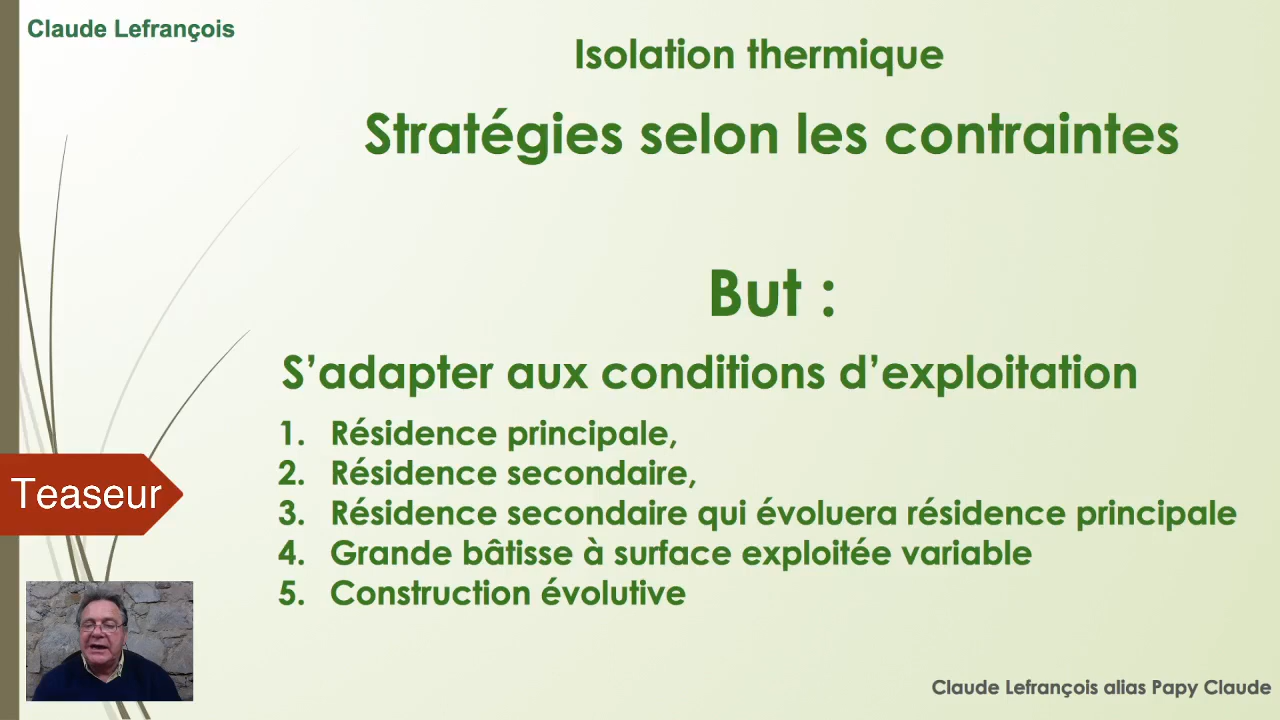 Claude Lefrançois
Isolation thermique
Stratégies selon les contraintes
But :
S’adapter aux conditions d’exploitation
1. Résidence principale,
2. Résidence secondaire,
3. Résidence secondaire qui évoluera résidence principale
4. Grande bâtisse à surface exploitée variable
5. Construction évolutive
Teaseur
Claude Lefrançois alias Papy Claude